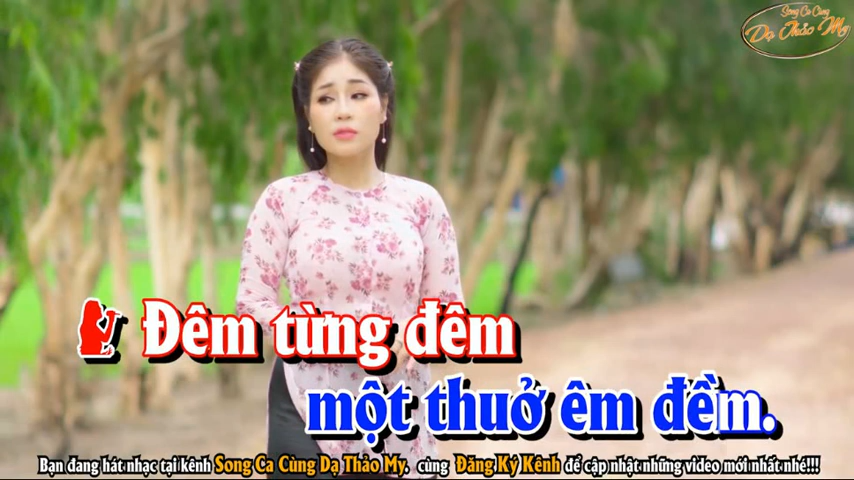 Song Ca Cùng
Dạ Thảo My
Đêm từng đêm
một thuở êm đềm.
Bạn đang hát nhạc tại kênh Song Ca Cùng Dạ Thảo My, cùng Đăng Ký Kênh để cập nhật những video mới nhất nhé!!!